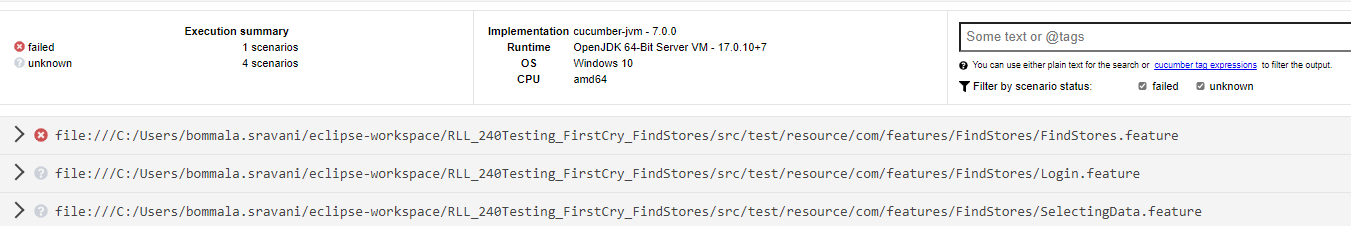 Execution summary
failed 1 scenarios
unknown 4 scenarios
Implementation cucumber-jvm - 7.0.0
Runtime OpenJDK 64-Bit Server VM - 17.0.10+7
OS Windows 10
CPU amd64
Some text or @tags
You can use either plain text for the search or cucumber tag expressions to filter the output.
Filter by scenario status: failed unknown
file:///C:/Users/bommala.sravani/eclipse-workspace/RLL_240Testing_FirstCry_FindStores/src/test/resource/com/features/FindStores/FindStores.feature
file:///C:/Users/bommala.sravani/eclipse-workspace/RLL_240Testing_FirstCry_FindStores/src/test/resource/com/features/FindStores/Login.feature
file:///C:/Users/bommala.sravani/eclipse-workspace/RLL_240Testing_FirstCry_FindStores/src/test/resource/com/features/FindStores/SelectingData.feature